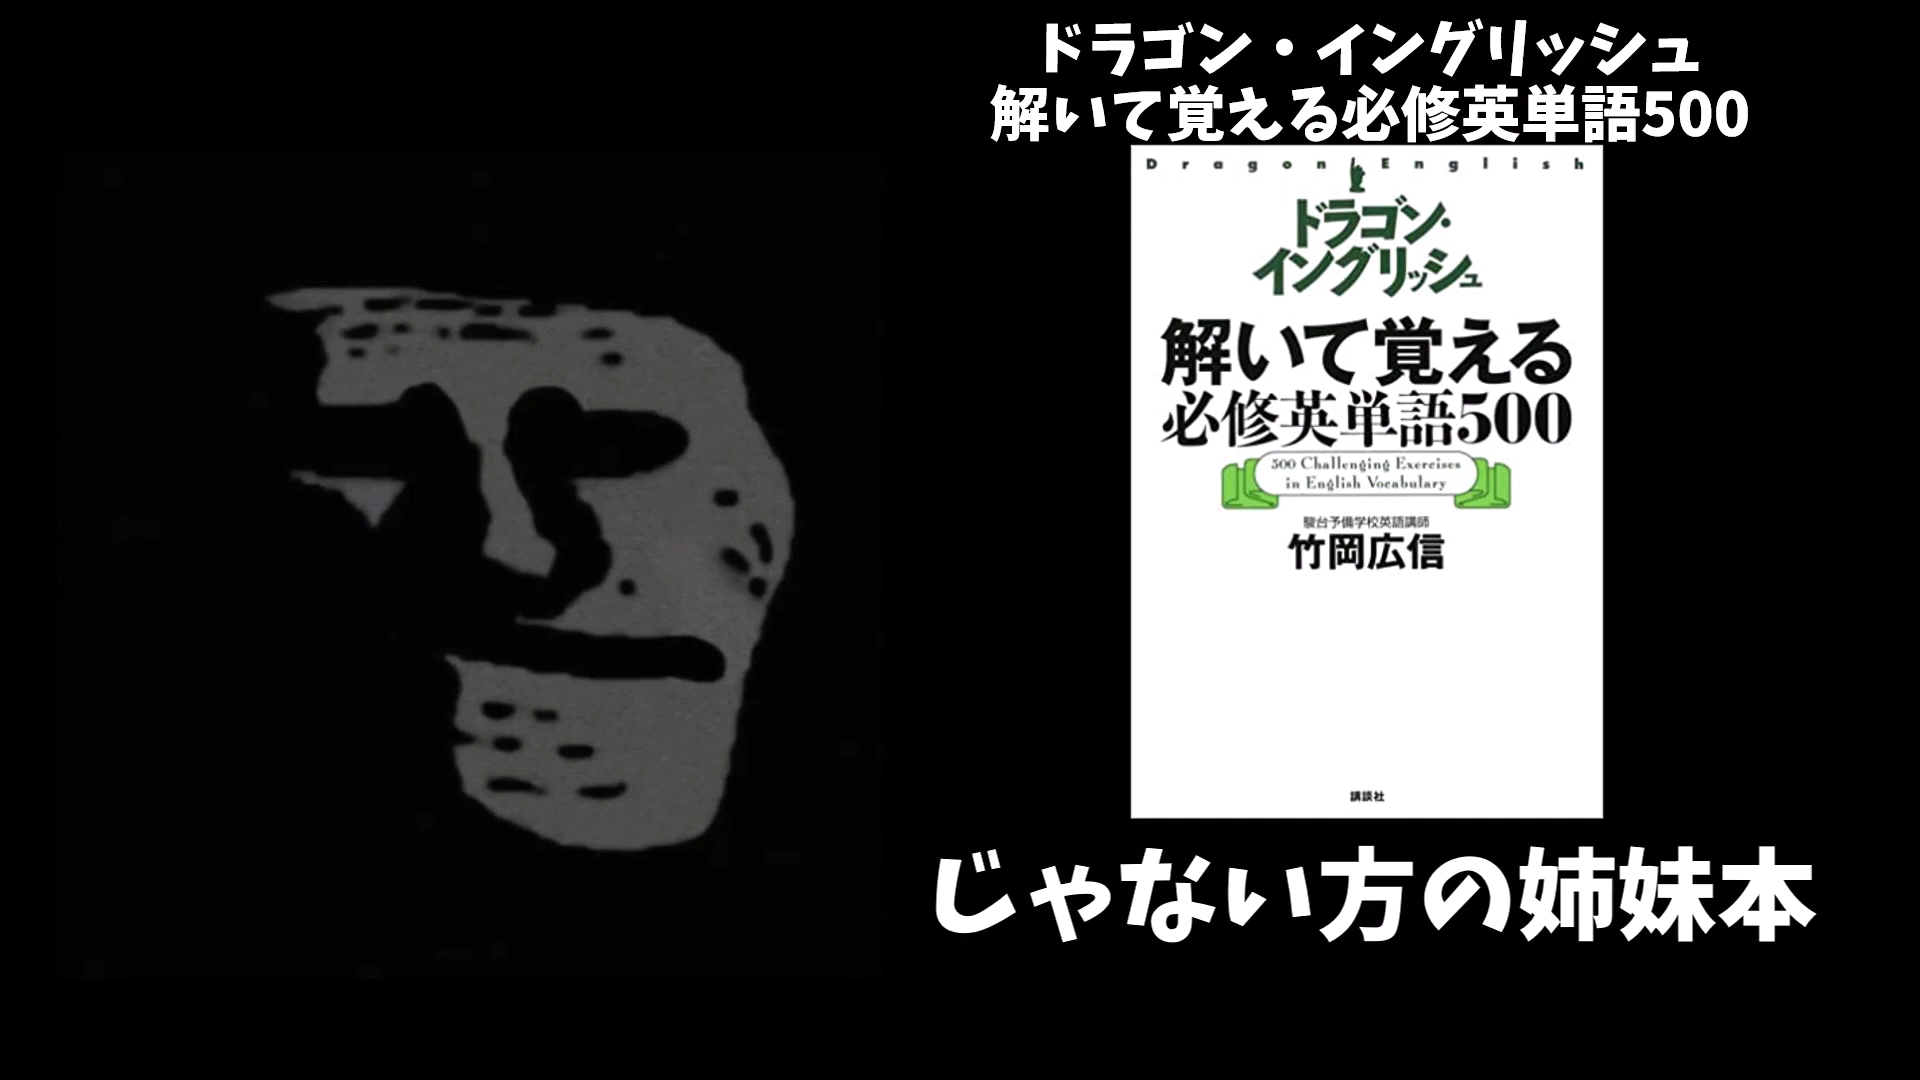 ドラゴン・イングリッシュ
解いて覚える必修英単語500
Dragon English
ドラゴン・
イングリッシュ
解いて覚える
必修英単語500
500 Challenging Exercises
in English Vocabulary
駿台予備学校英語講師
竹岡広信
講談社
じゃない方の姉妹本